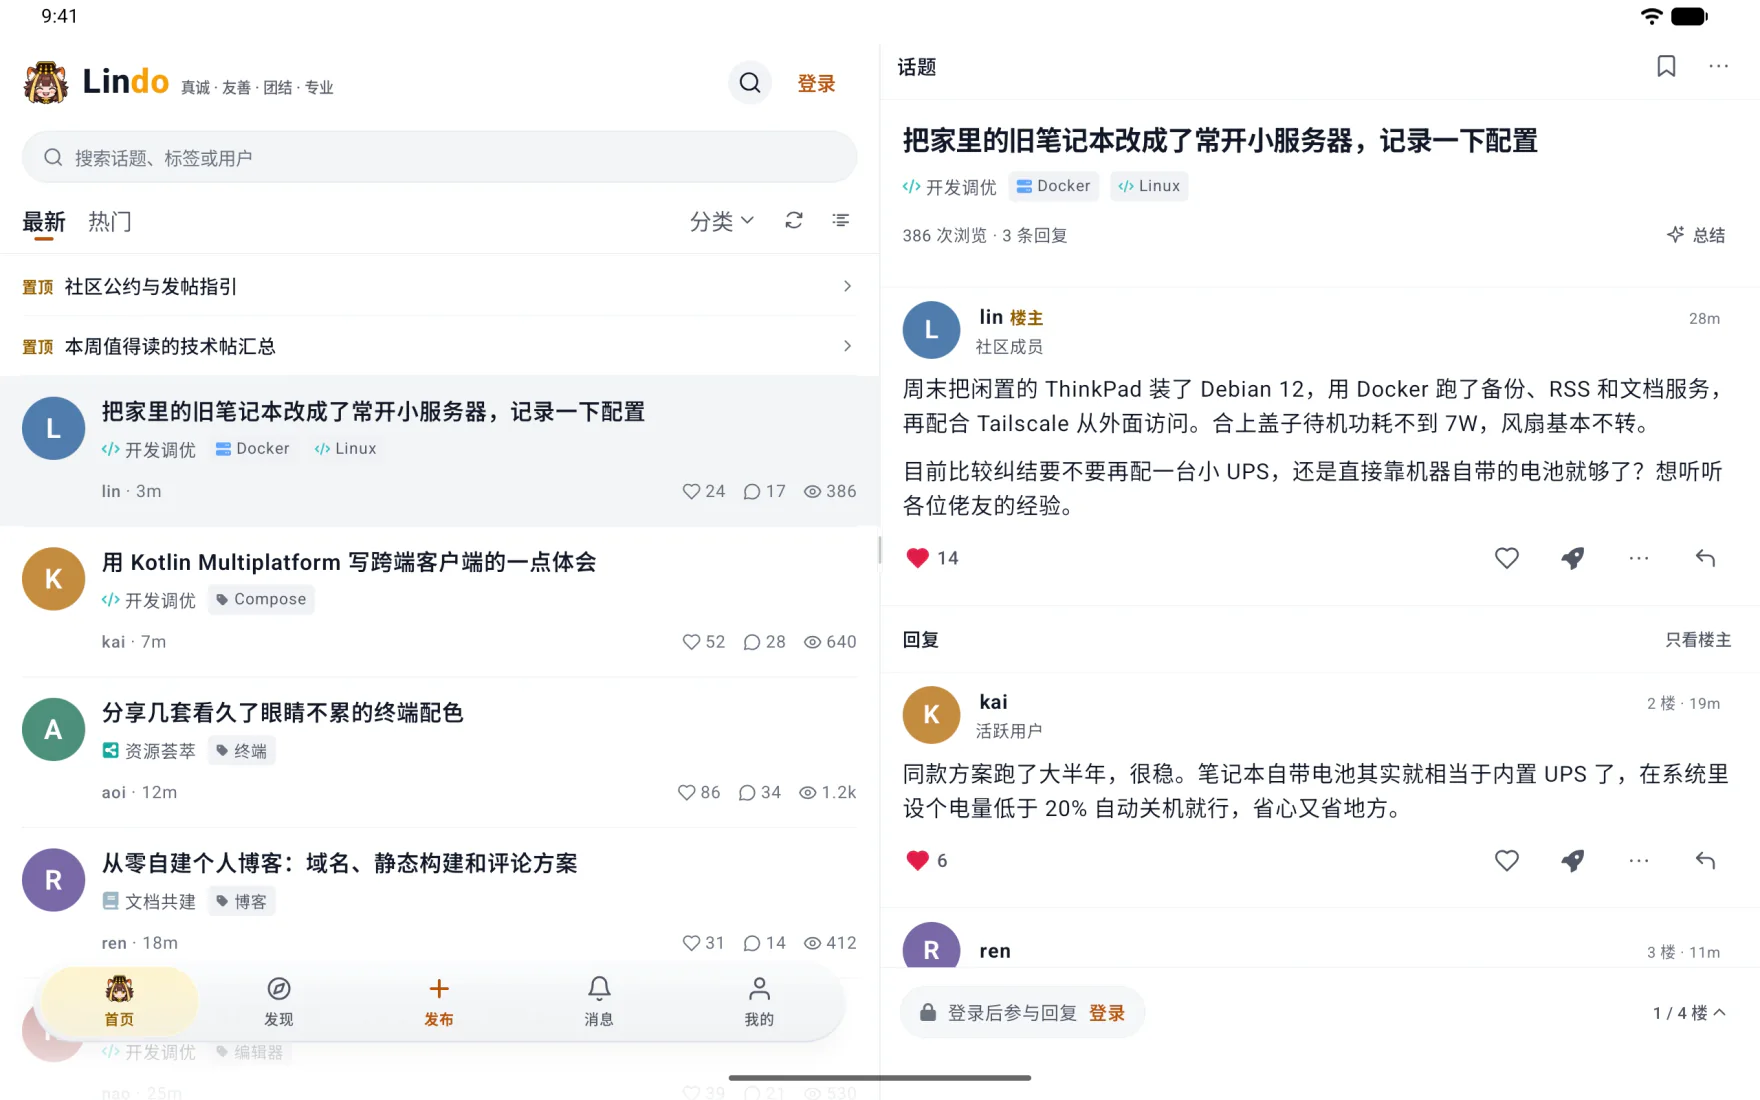 9:41
Lindo 真诚 · 友善 · 团结 · 专业
登录
搜索话题、标签或用户
最新 热门 分类
置顶 社区公约与发帖指引
置顶 本周值得读的技术帖汇总
L
把家里的旧笔记本改成了常开小服务器，记录一下配置
</> 开发调优 Docker </> Linux
lin · 3m 24 17 386
K
用 Kotlin Multiplatform 写跨端客户端的一点体会
</> 开发调优 Compose
kai · 7m 52 28 640
A
分享几套看久了眼睛不累的终端配色
资源荟萃 终端
aoi · 12m 86 34 1.2k
R
从零自建个人博客：域名、静态构建和评论方案
文档共建 博客
ren · 18m 31 14 412
首页 发现 发布 消息 我的
</> 开发调优 编辑器
nao · 25m 39 21 530
话题
把家里的旧笔记本改成了常开小服务器，记录一下配置
</> 开发调优 Docker </> Linux
386 次浏览 · 3 条回复 总结
L
lin 楼主 28m
社区成员
周末把闲置的 ThinkPad 装了 Debian 12，用 Docker 跑了备份、RSS 和文档服务，
再配合 Tailscale 从外面访问。合上盖子待机功耗不到 7W，风扇基本不转。
目前比较纠结要不要再配一台小 UPS，还是直接靠机器自带的电池就够了？想听听
各位佬友的经验。
14
回复 只看楼主
K
kai 2 楼 · 19m
活跃用户
同款方案跑了大半年，很稳。笔记本自带电池其实就相当于内置 UPS 了，在系统里
设个电量低于 20% 自动关机就行，省心又省地方。
6
R
ren 3 楼 · 11m
登录后参与回复 登录 1 / 4 楼